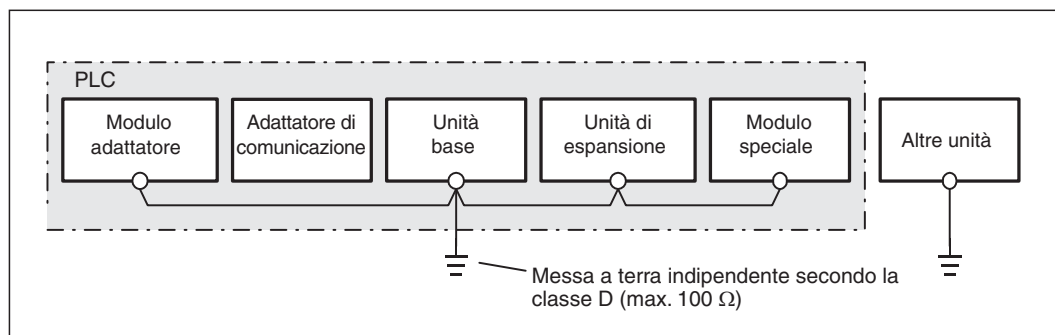 PLC
Modulo
adattatore
Adattatore di
comunicazione
Unità
base
Unità di
espansione
Modulo
speciale
Altre unità
Messa a terra indipendente secondo la
classe D (max. 100 Ω)